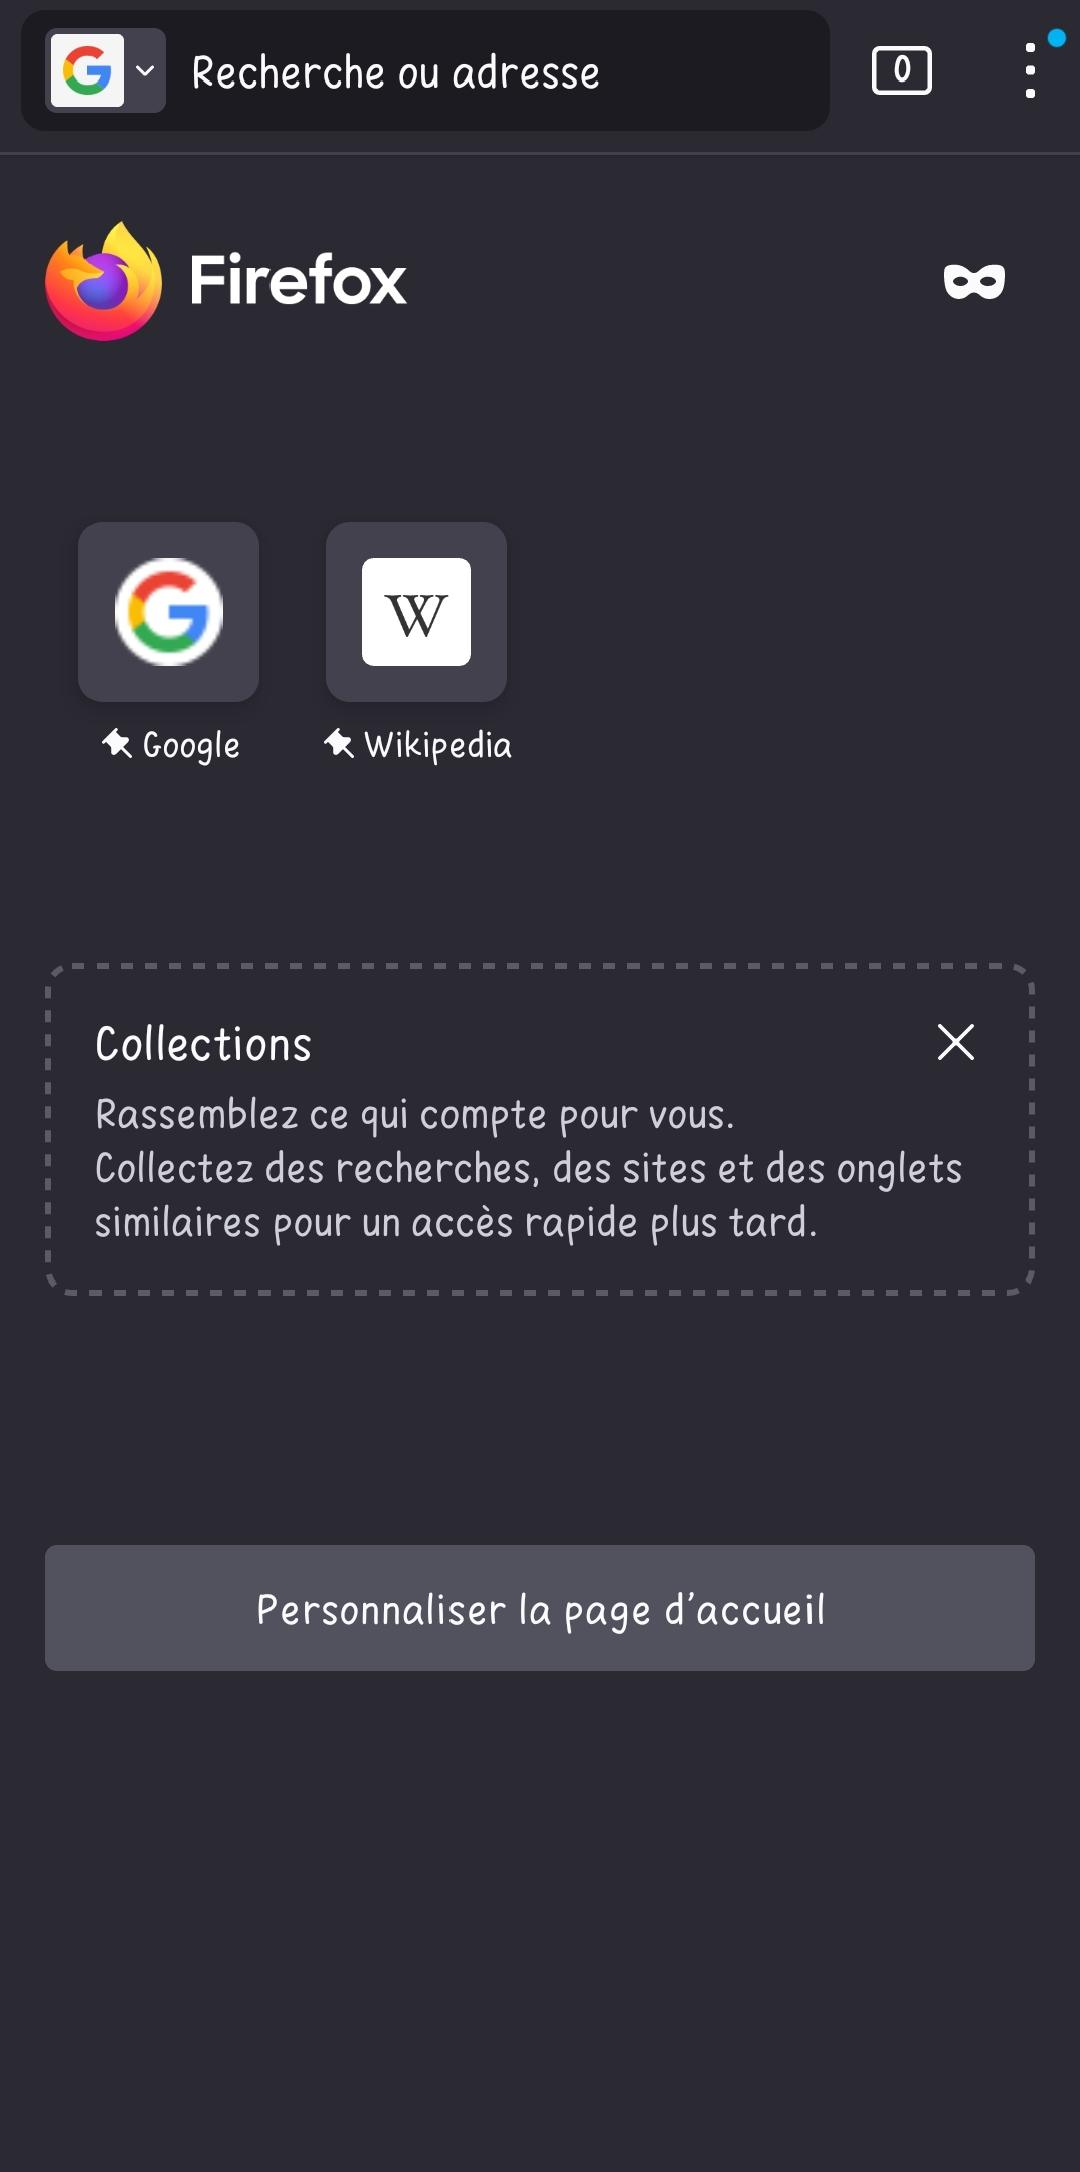 Recherche ou adresse
0
Firefox
Google
Wikipedia
Collections
Rassemblez ce qui compte pour vous.
Collectez des recherches, des sites et des onglets
similaires pour un accès rapide plus tard.
Personnaliser la page d’accueil